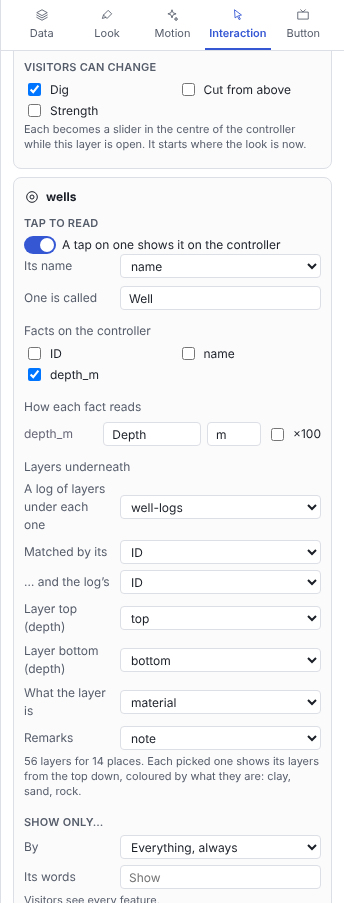 Data
Look
Motion
Interaction
Button
VISITORS CAN CHANGE
Dig
Cut from above
Strength
Each becomes a slider in the centre of the controller
while this layer is open. It starts where the look is now.
wells
TAP TO READ
A tap on one shows it on the controller
Its name
name
One is called
Well
Facts on the controller
ID
name
depth_m
How each fact reads
depth_m
Depth
m
×100
Layers underneath
A log of layers
under each
one
well-logs
Matched by its
ID
... and the log's
ID
Layer top
(depth)
top
Layer bottom
(depth)
bottom
What the layer
is
material
Remarks
note
56 layers for 14 places. Each picked one shows its layers
from the top down, coloured by what they are: clay,
sand, rock.
SHOW ONLY...
By
Everything, always
Its words
Show
Visitors see every feature